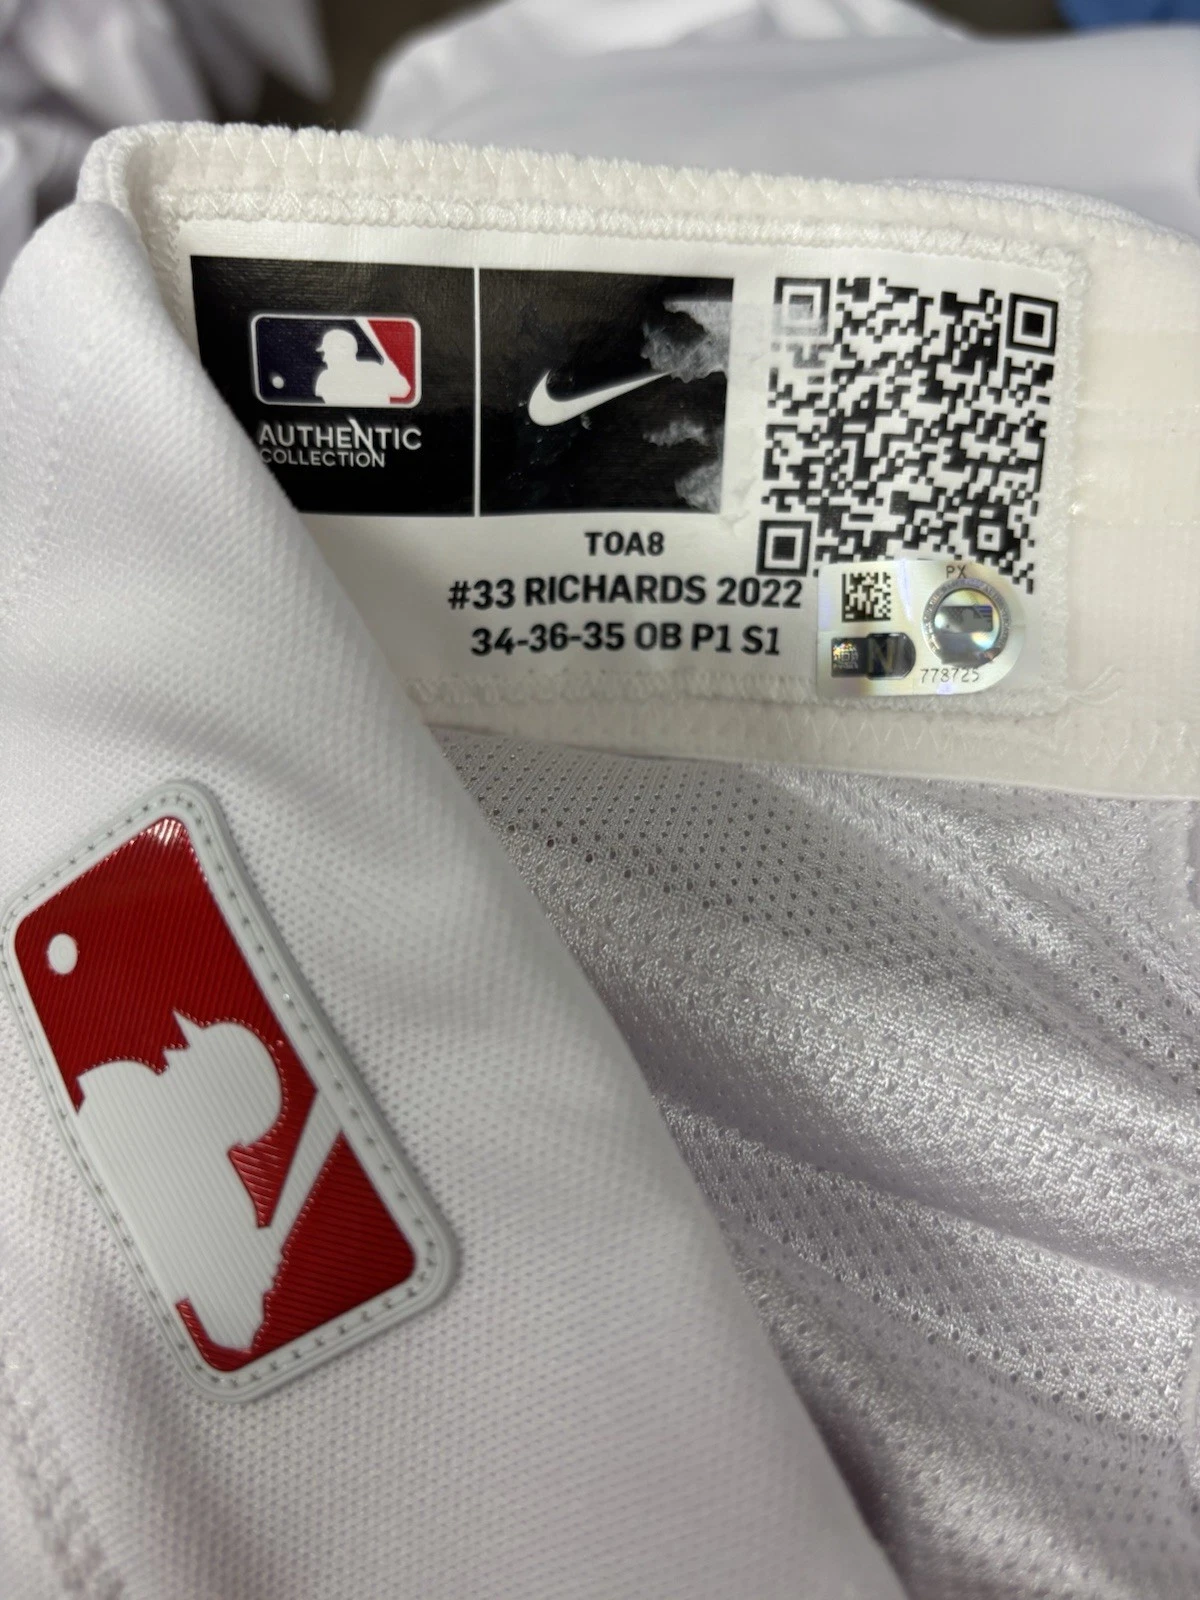 AUTHENTIC
COLLECTION
TOA8
#33 RICHARDS 2022
34-36-35 OB P1 S1
PX
778725